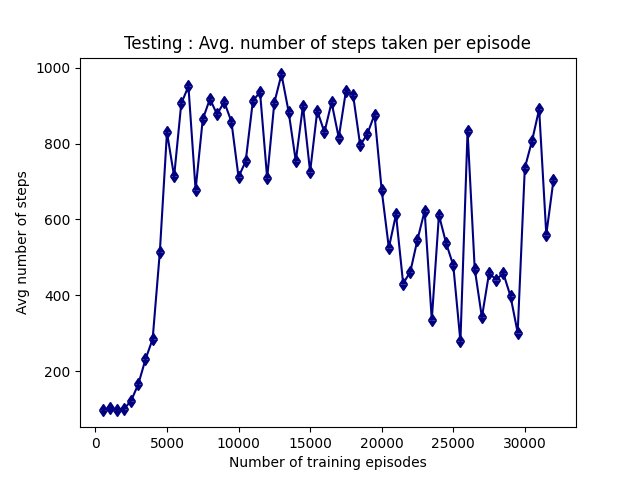 Testing : Avg. number of steps taken per episode
1000
800
600
400
200
Avg number of steps
0 5000 10000 15000 20000 25000 30000
Number of training episodes